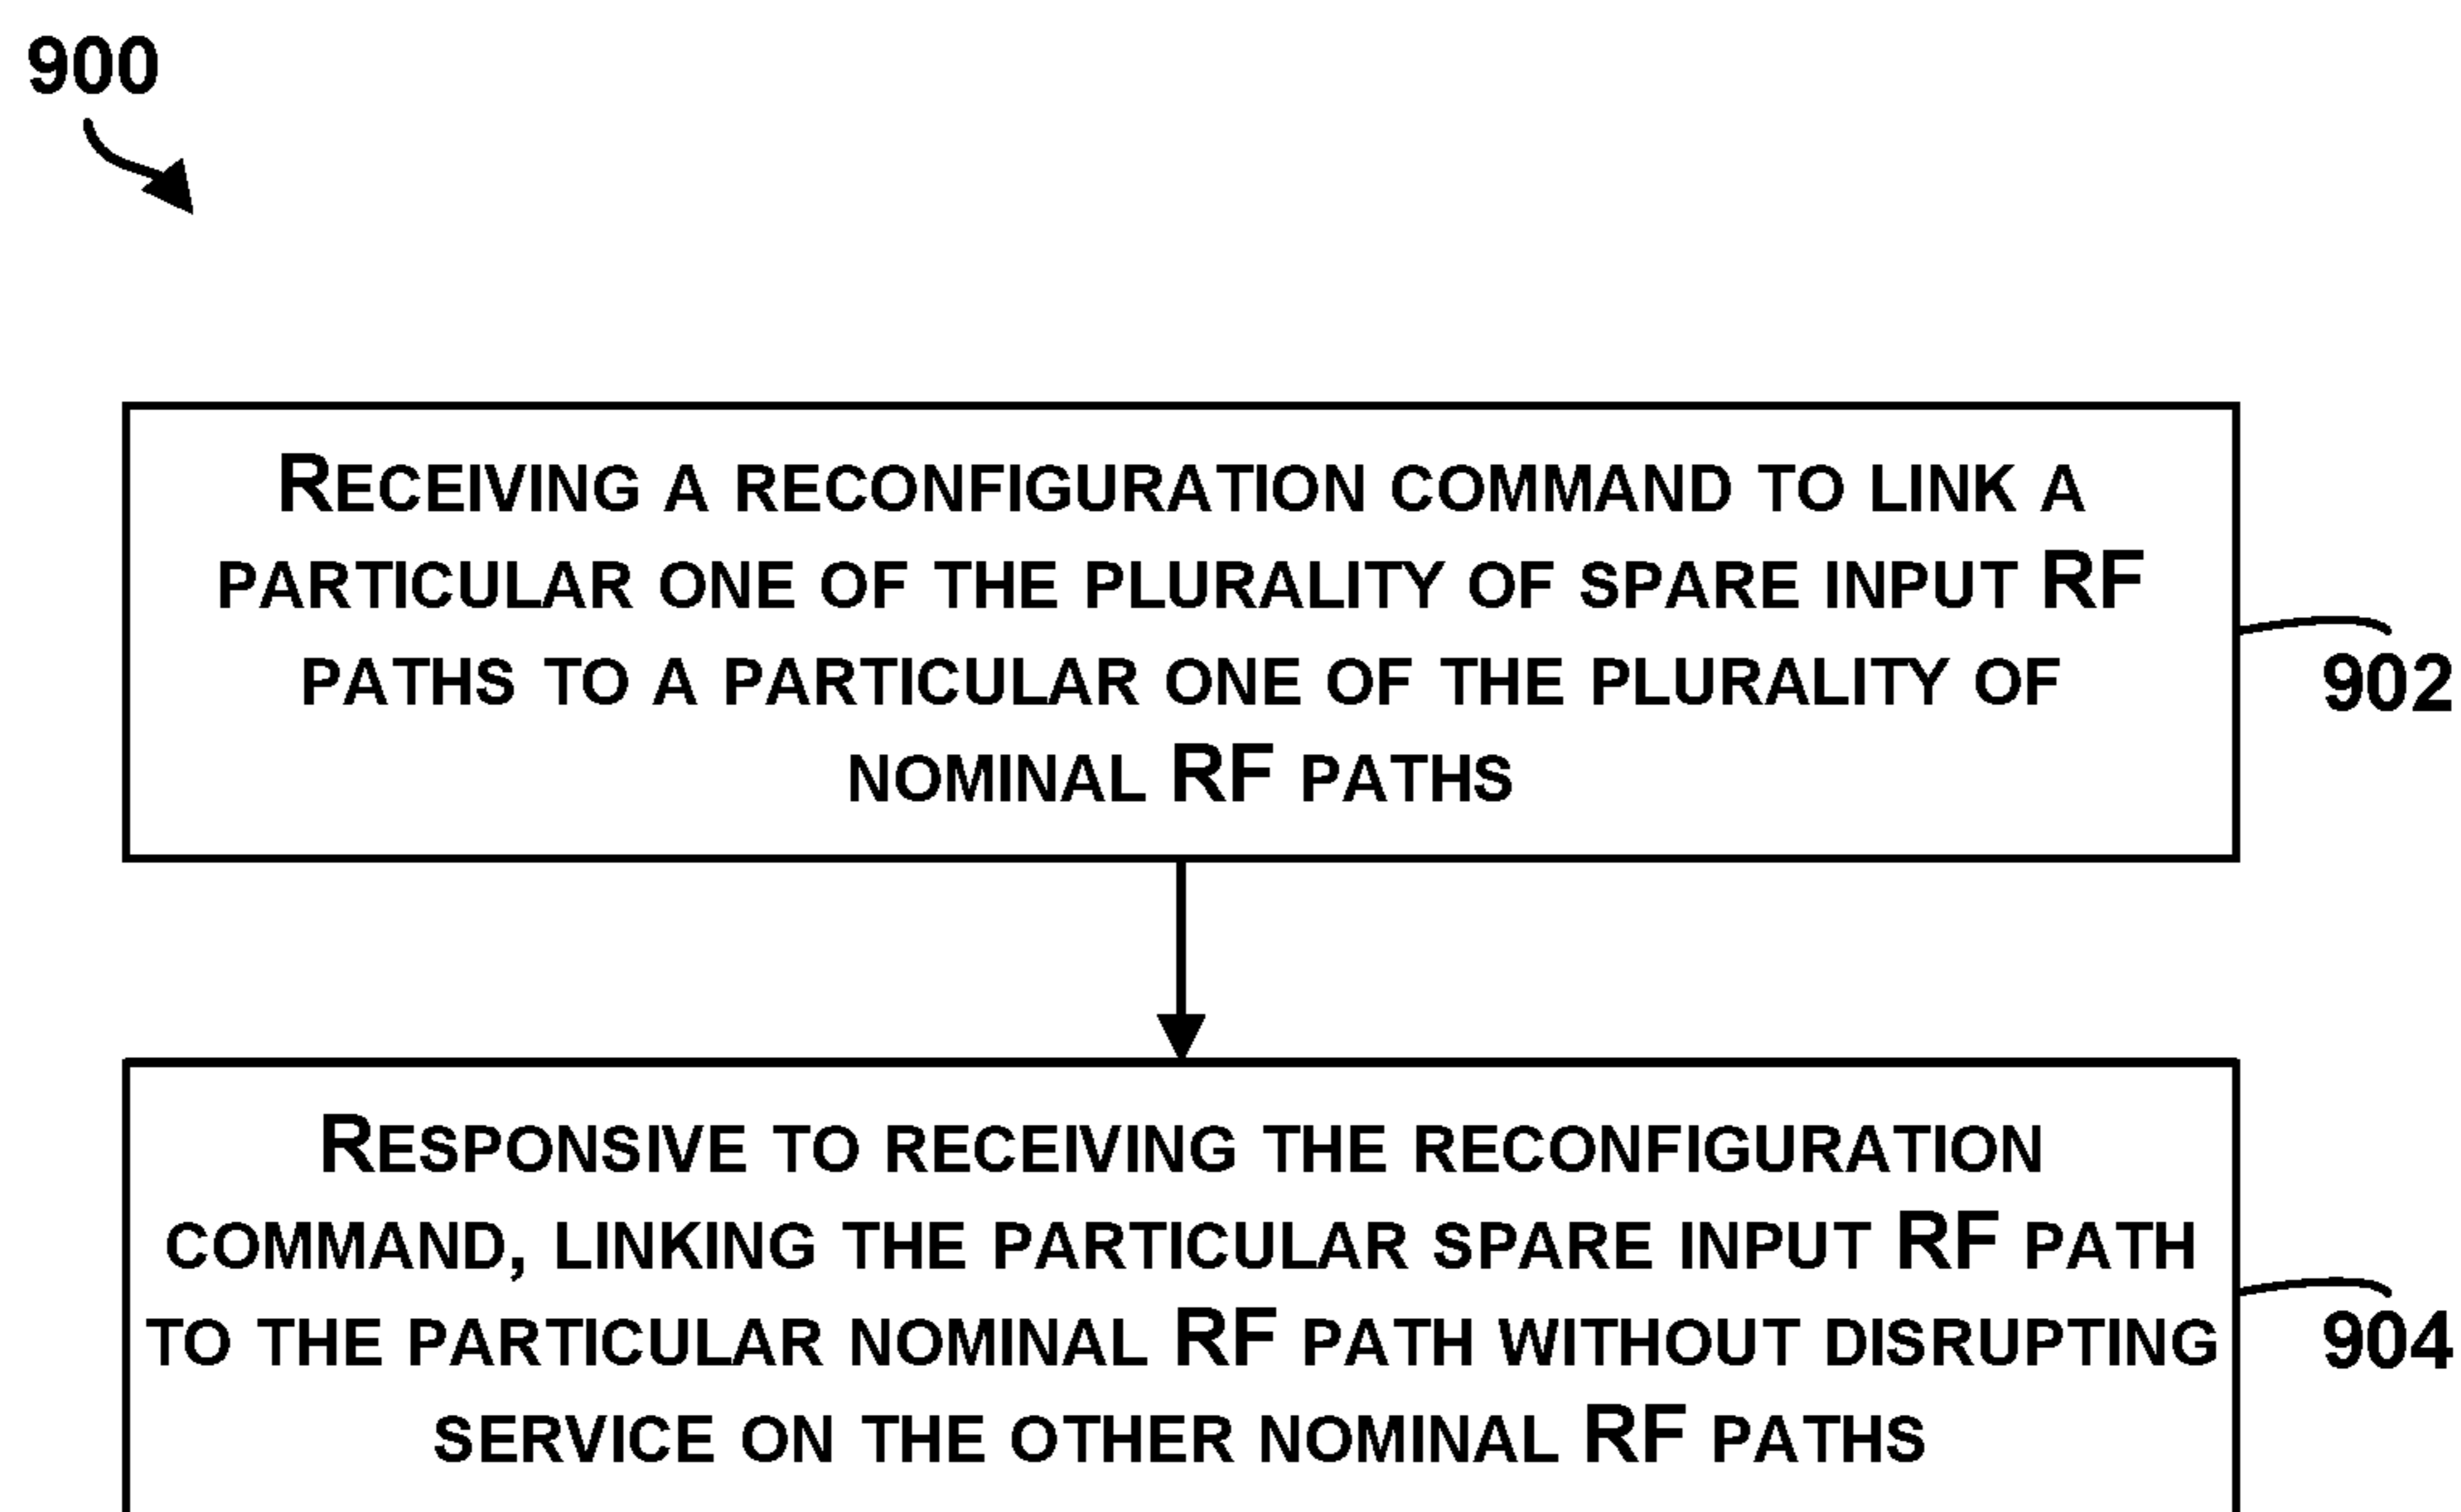 900
RECEIVING A RECONFIGURATION COMMAND TO LINK A
PARTICULAR ONE OF THE PLURALITY OF SPARE INPUT RF
PATHS TO A PARTICULAR ONE OF THE PLURALITY OF
NOMINAL RF PATHS
902
RESPONSIVE TO RECEIVING THE RECONFIGURATION
COMMAND, LINKING THE PARTICULAR SPARE INPUT RF PATH
TO THE PARTICULAR NOMINAL RF PATH WITHOUT DISRUPTING
SERVICE ON THE OTHER NOMINAL RF PATHS
904